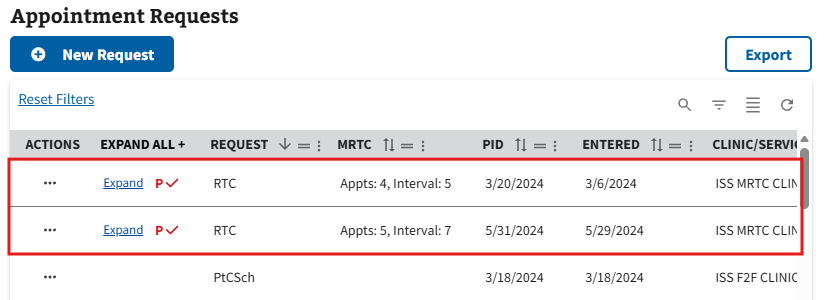 Appointment Requests
New Request
Export
Reset Filters
ACTIONS EXPAND ALL + REQUEST MRTC PID ENTERED CLINIC/SERVIC
... Expand P RTC Appts: 4, Interval: 5 3/20/2024 3/6/2024 ISS MRTC CLIN
... Expand P RTC Appts: 5, Interval: 7 5/31/2024 5/29/2024 ISS MRTC CLIN
... PtCSch 3/18/2024 3/18/2024 ISS F2F CLINIC